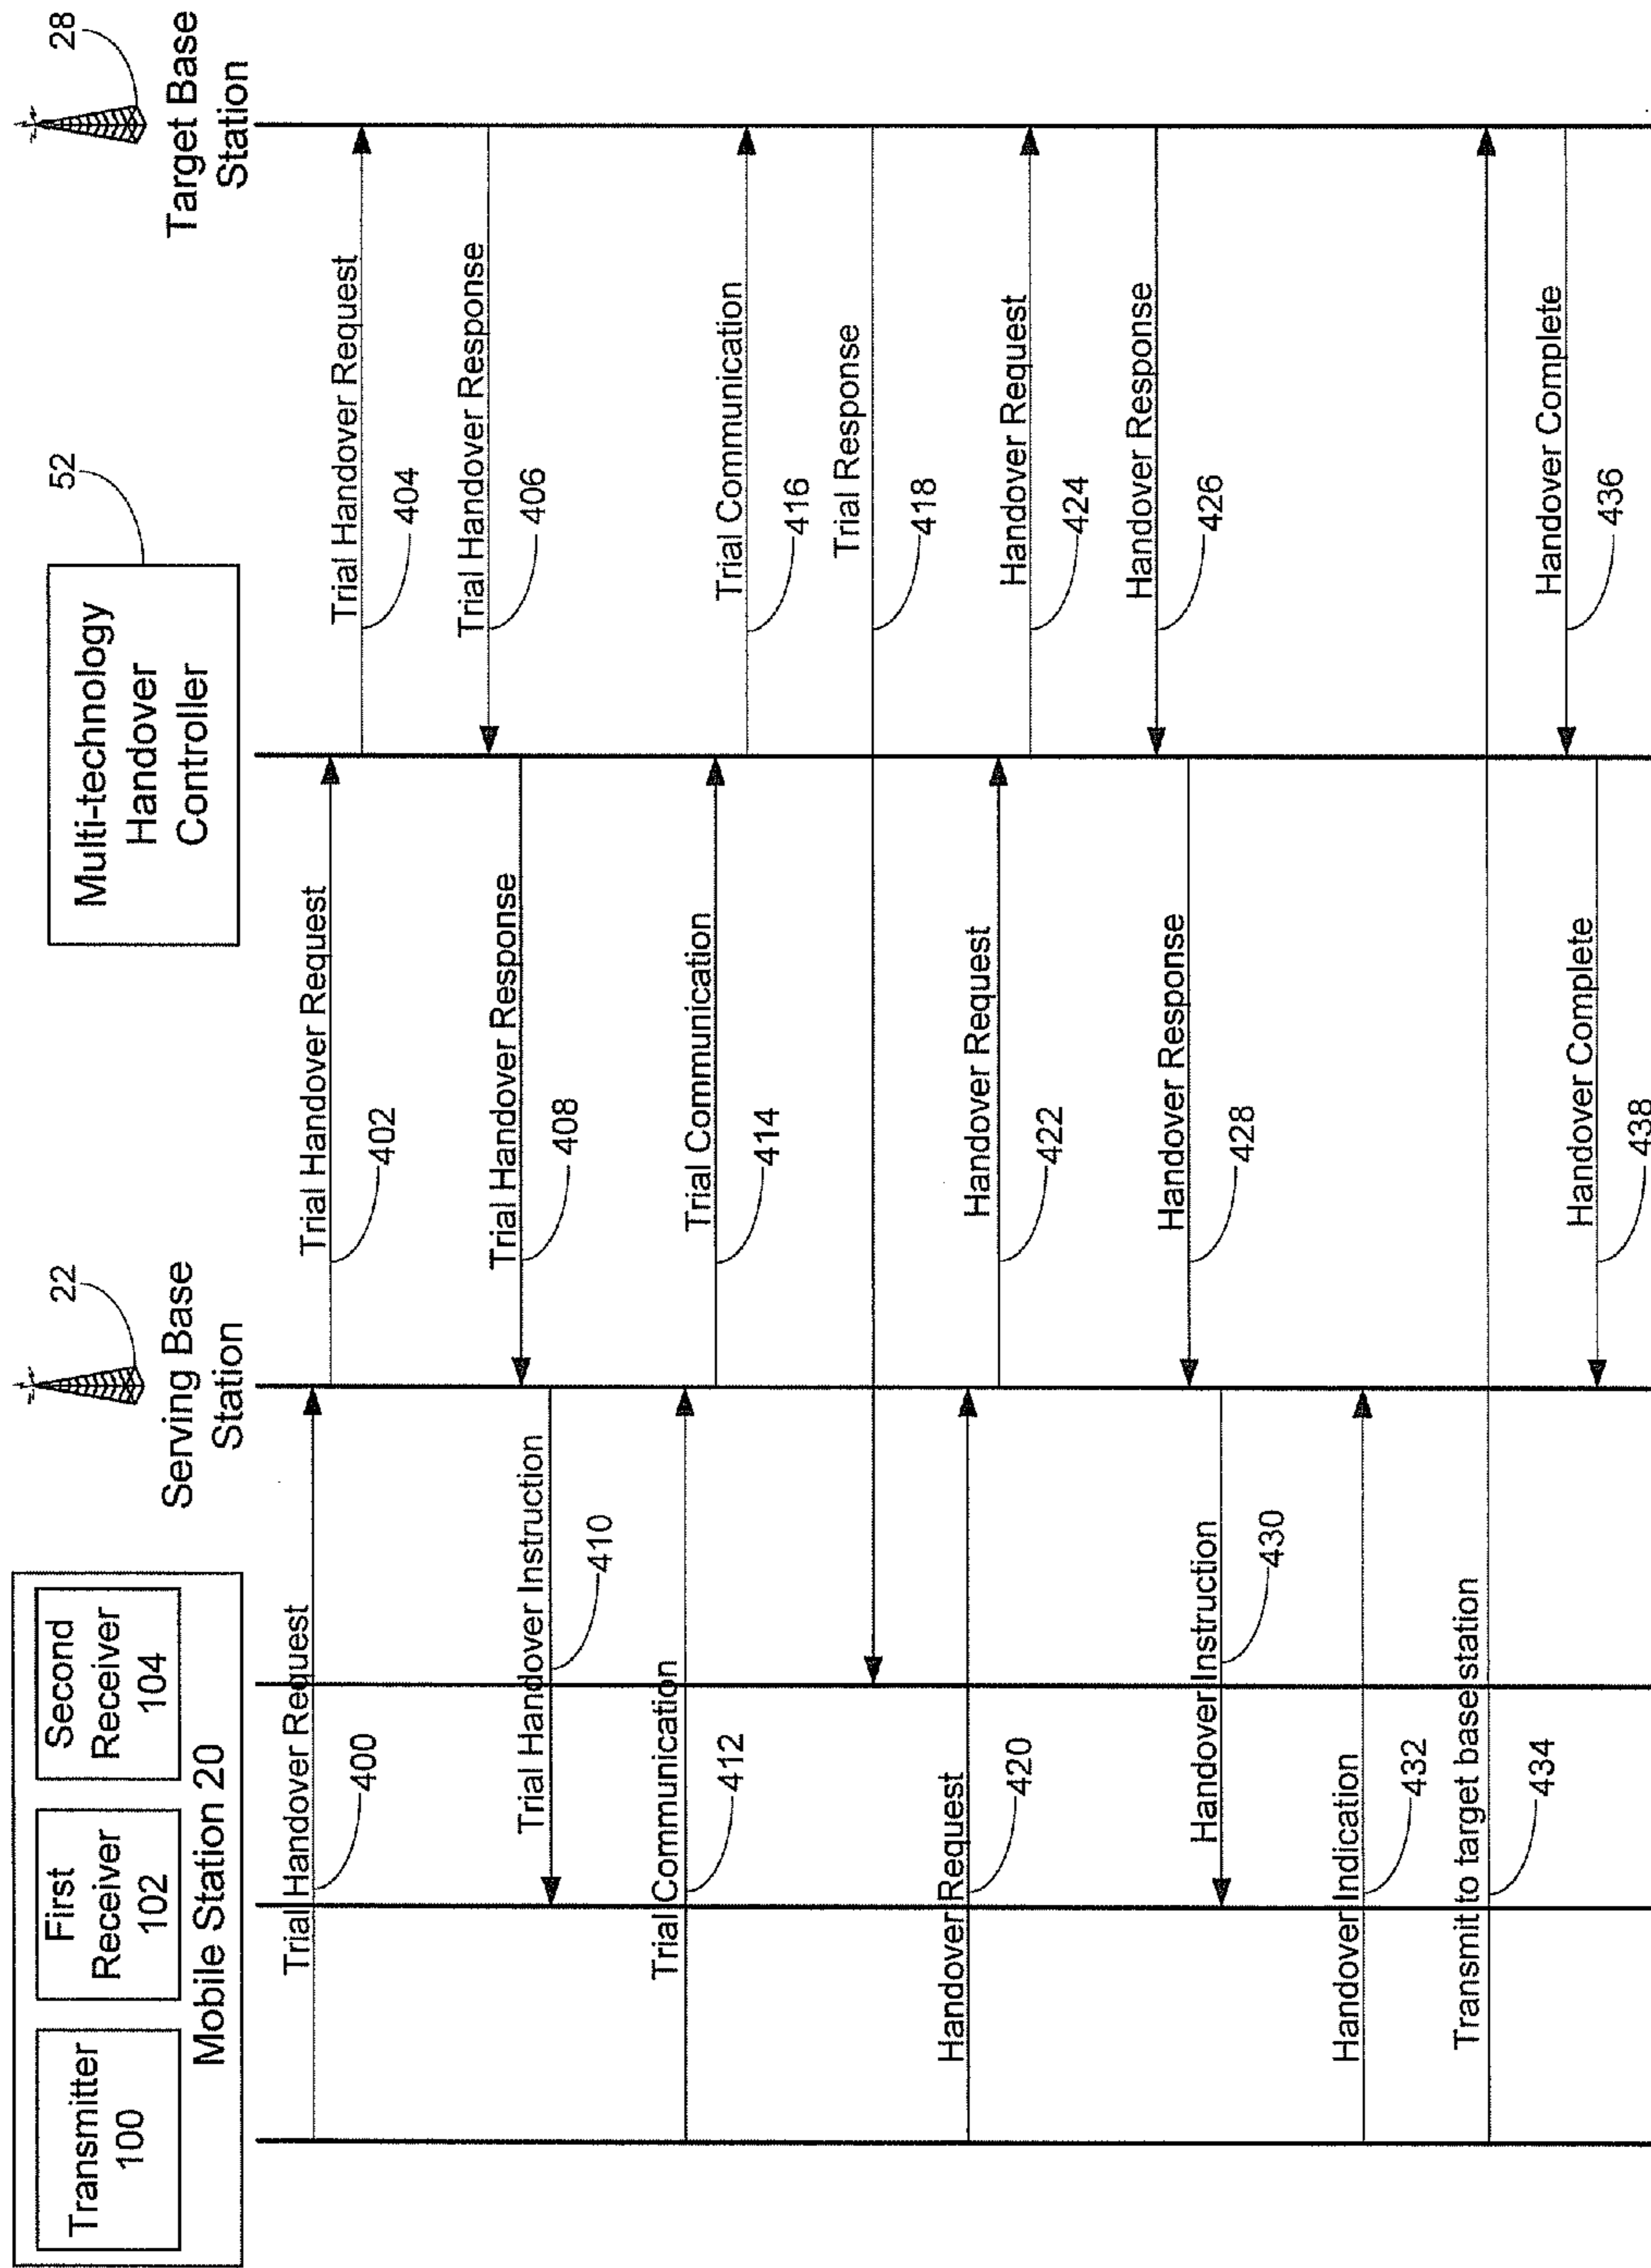 Transmitter
100
First
Receiver
102
Second
Receiver
104
Mobile Station 20
22
Serving Base
Station
Multi-technology
Handover
Controller
52
28
Target Base
Station
Trial Handover Request
400
Trial Handover Request
402
Trial Handover Request
404
Trial Handover Response
406
Trial Handover Response
408
Trial Handover Instruction
410
Trial Communication
412
Trial Communication
414
Trial Communication
416
Trial Response
418
Handover Request
420
Handover Request
422
Handover Request
424
Handover Response
426
Handover Response
428
Handover Instruction
430
Handover Indication
432
Transmit to target base station
434
Handover Complete
436
Handover Complete
438